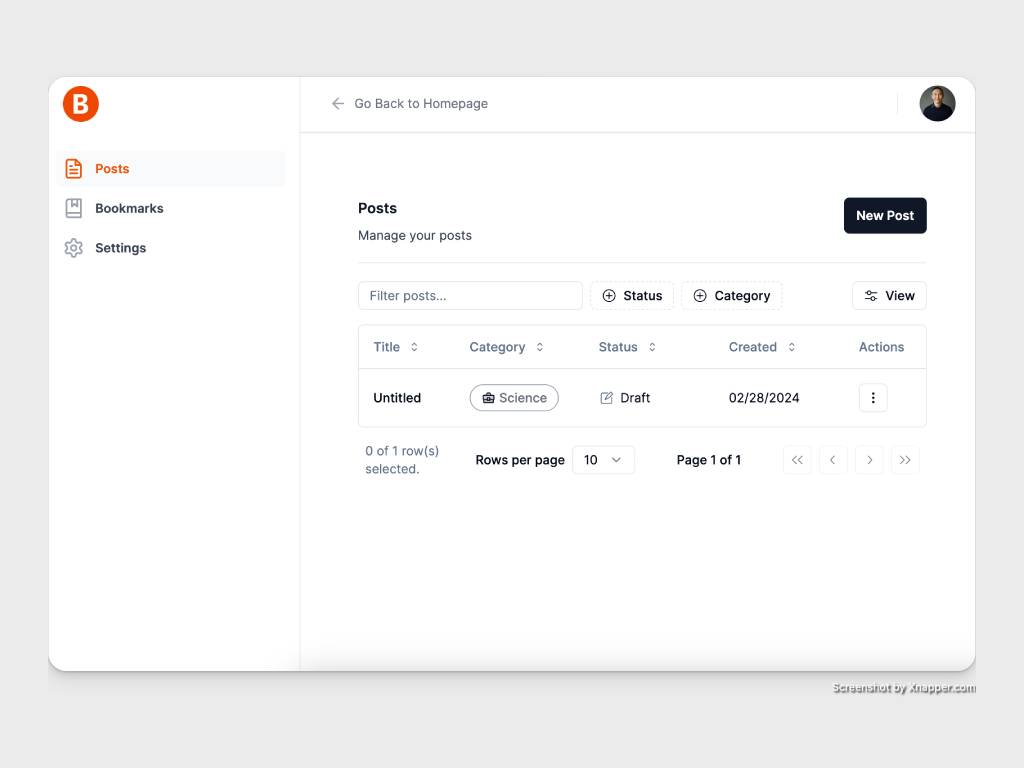 B
Go Back to Homepage
Posts
Bookmarks
Settings
Posts
Manage your posts
New Post
Filter posts...
Status
Category
View
Title Category Status Created Actions
Untitled Science Draft 02/28/2024
0 of 1 row(s)
selected.
Rows per page 10
Page 1 of 1
Screenshot by Xnapper.com